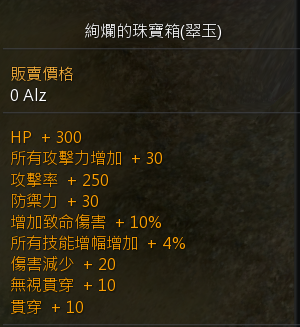 絢爛的珠寶箱(翠玉)
販賣價格
0 Alz
HP + 300
所有攻擊力增加 + 30
攻擊率 + 250
防禦力 + 30
增加致命傷害 + 10%
所有技能增幅增加 + 4%
傷害減少 + 20
無視貫穿 + 10
貫穿 + 10